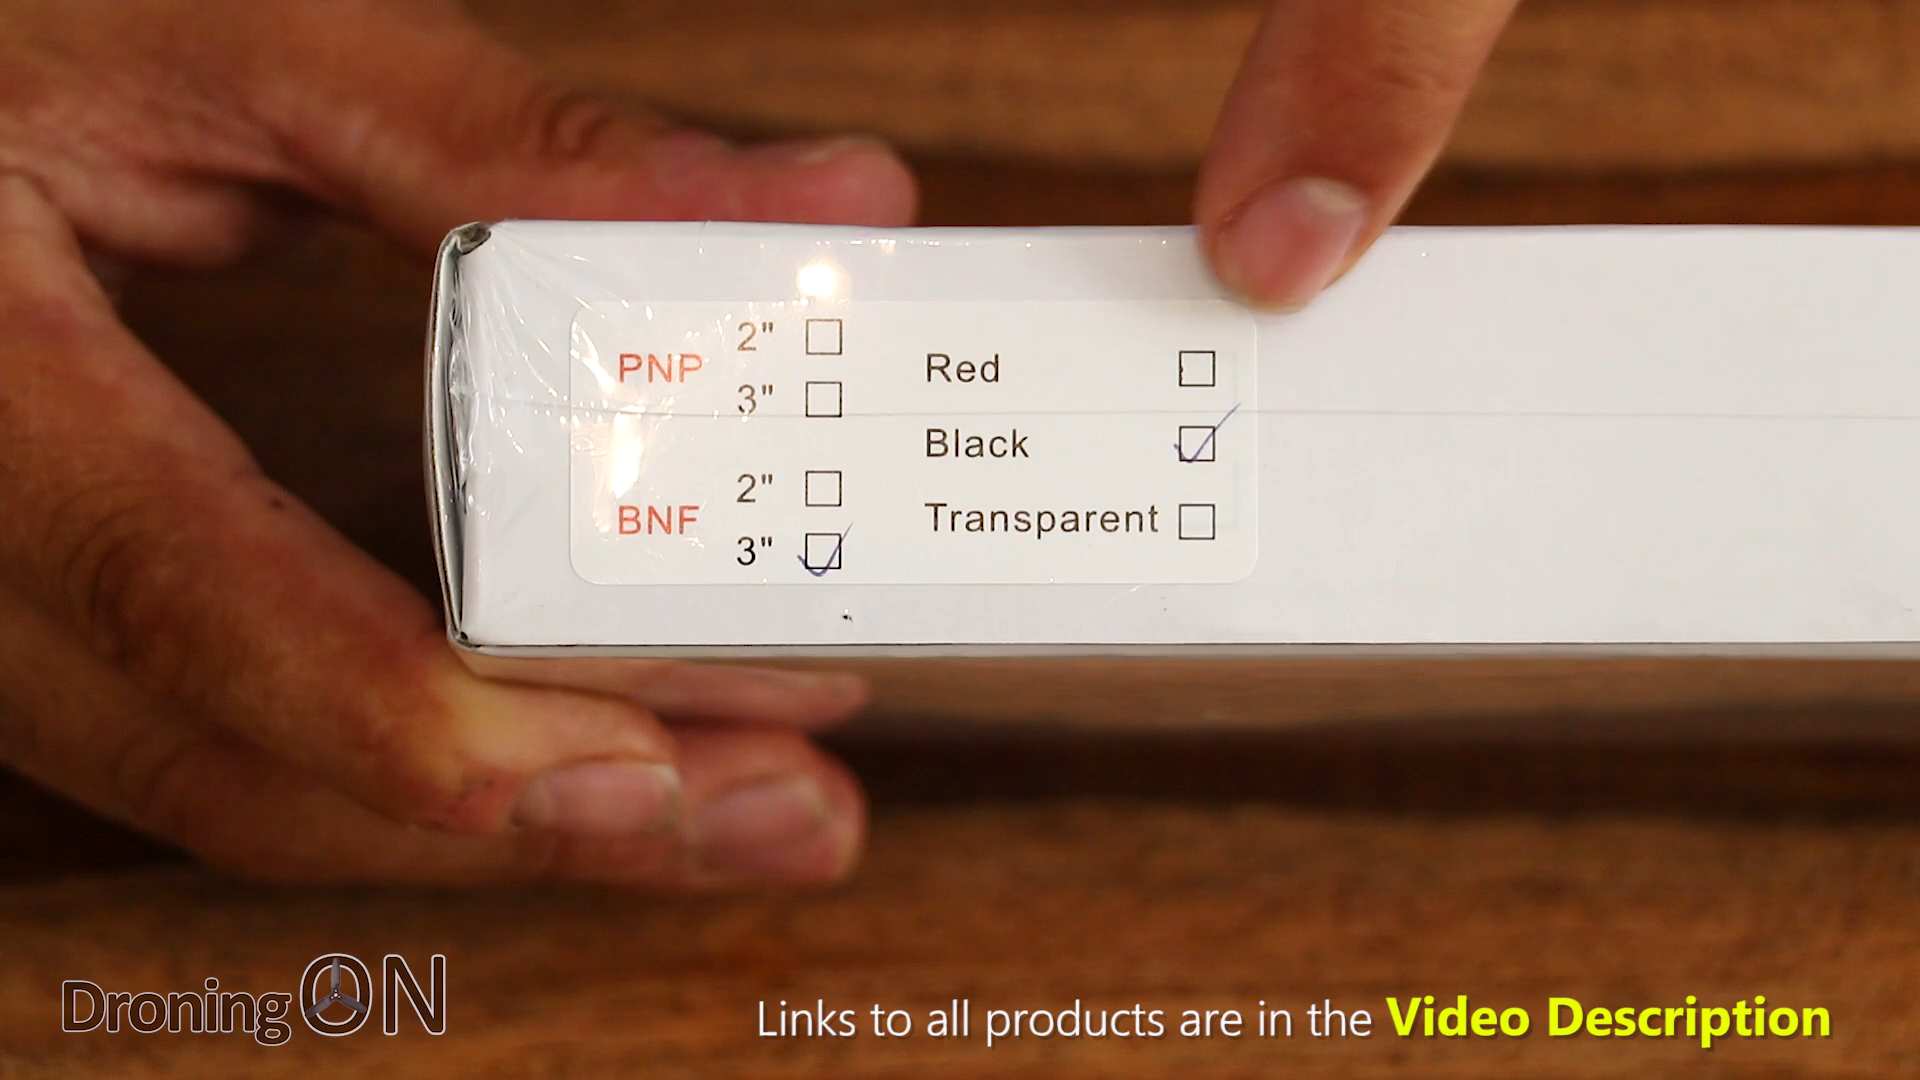 PNP 2" ☐
3" ☐
BNF 2" ☐
3" ☑
Red ☐
Black ☑
Transparent ☐
DroningON
Links to all products are in the Video Description